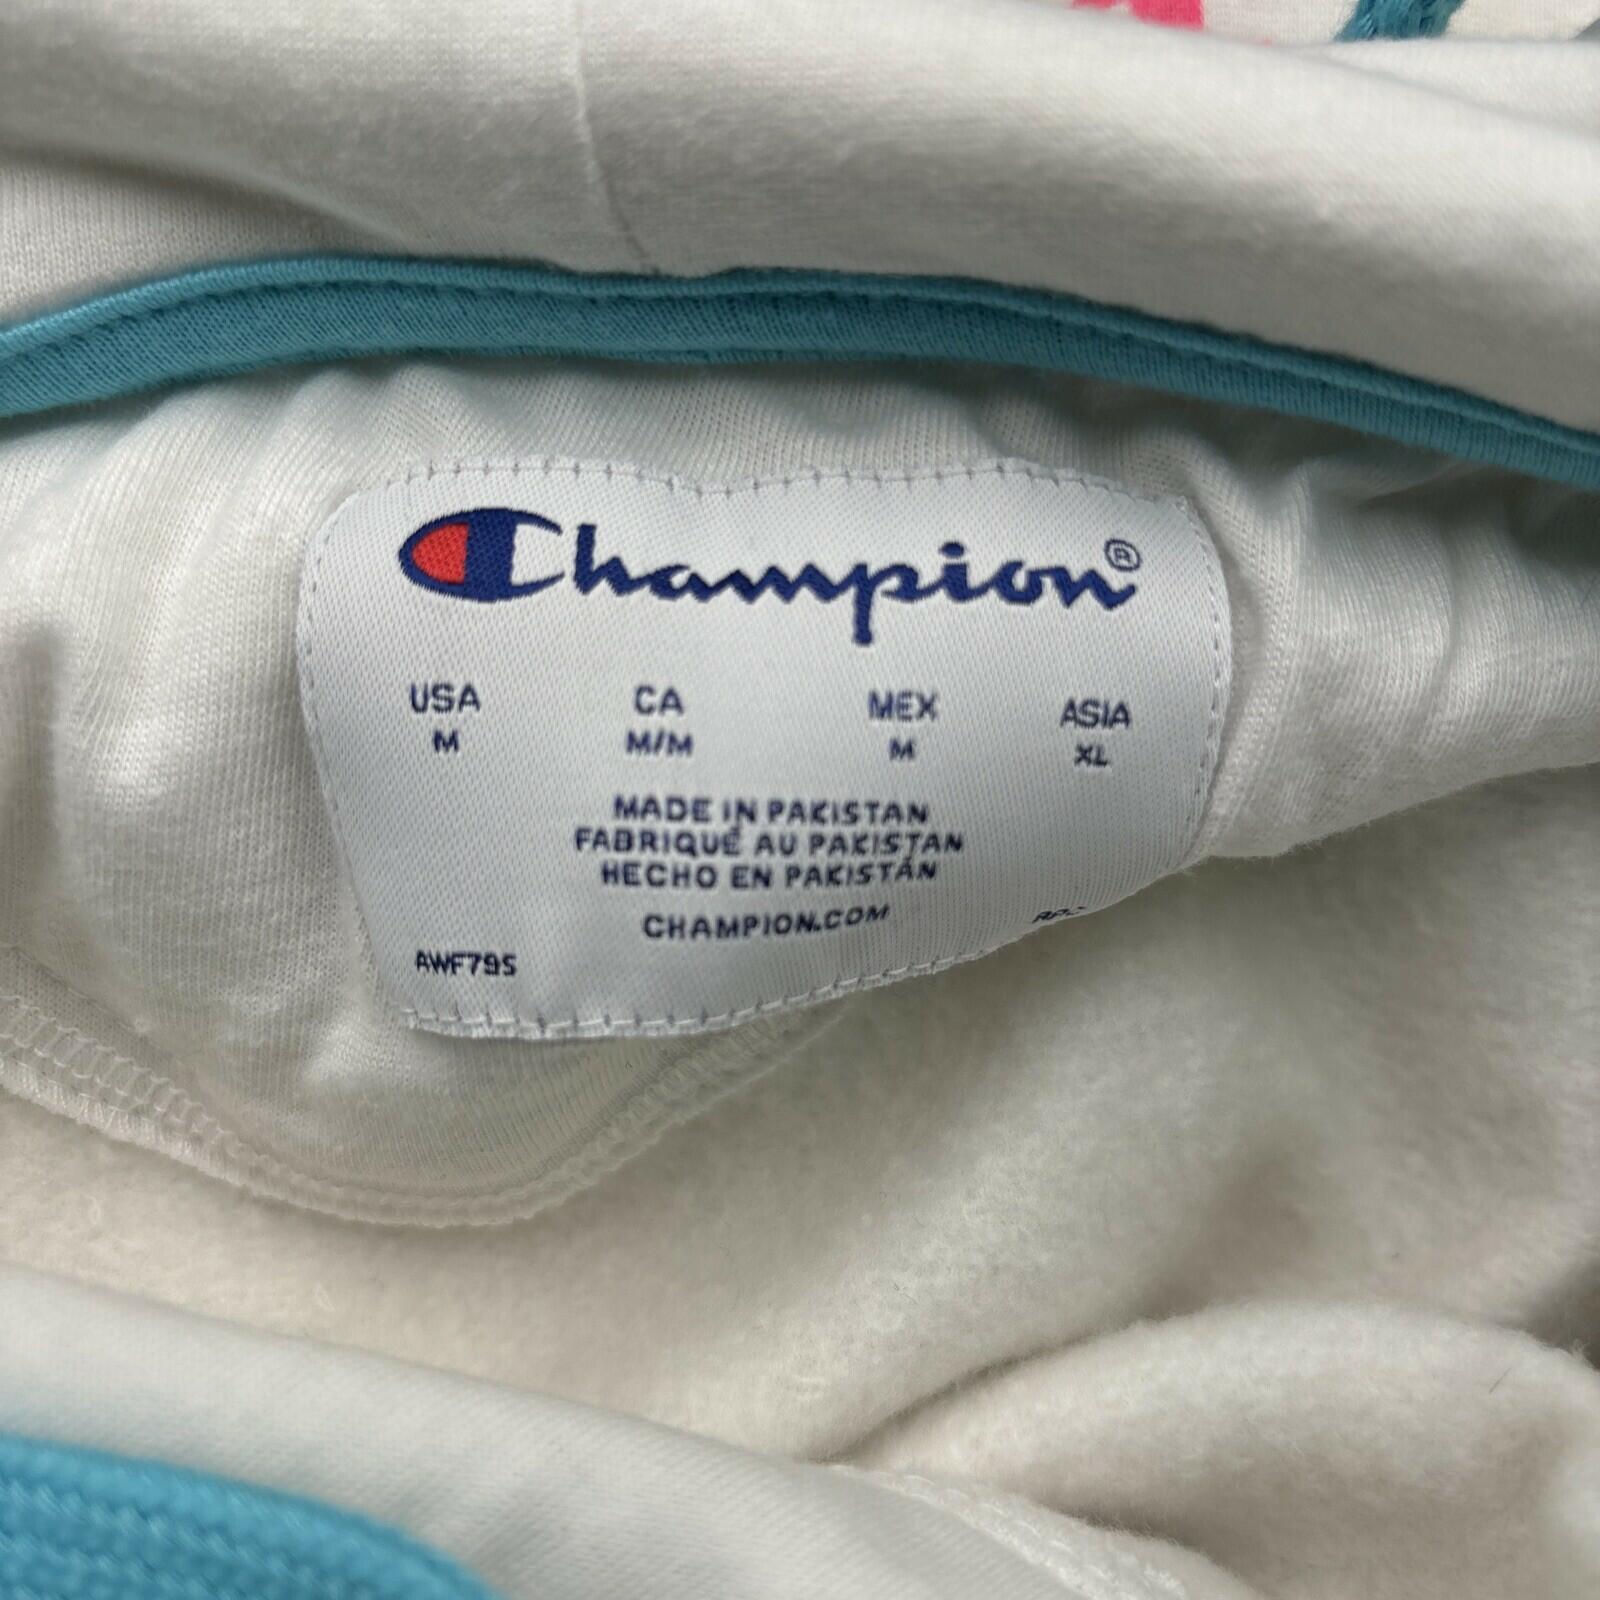 Champion®
USA CA MEX ASIA
M M/M M XL
MADE IN PAKISTAN
FABRIQUÉ AU PAKISTAN
HECHO EN PAKISTÁN
CHAMPION.COM
AWF79S